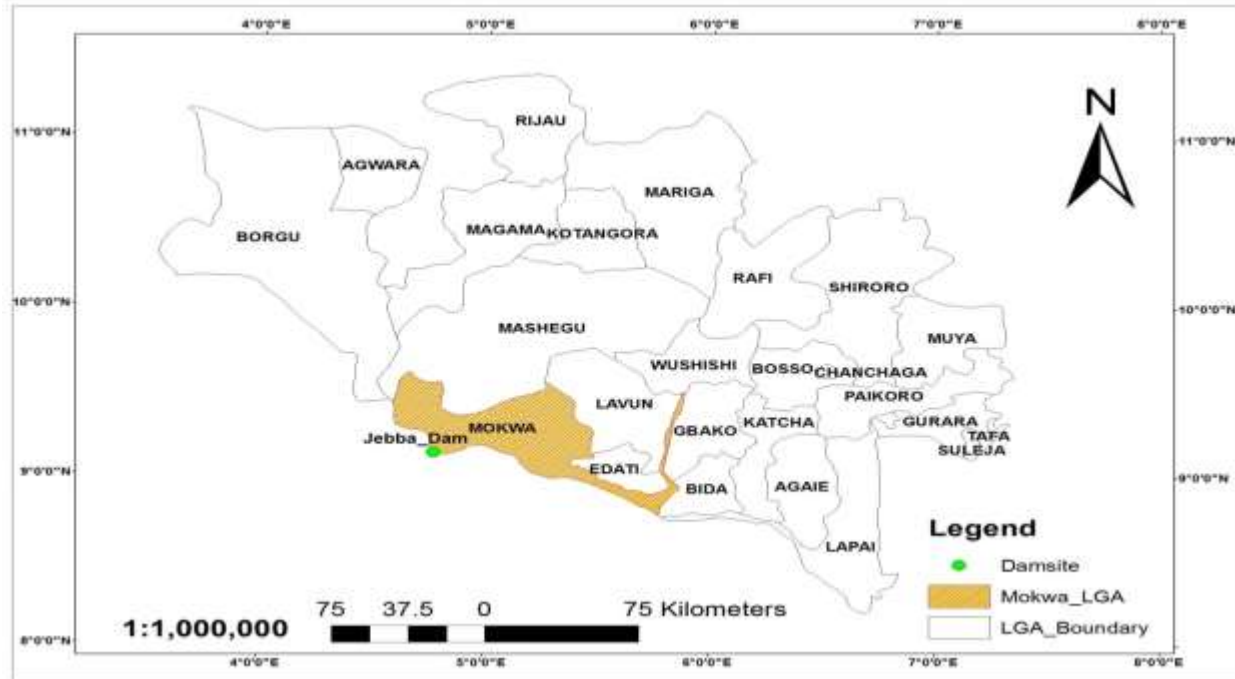 4°0'0"E 5°0'0"E 6°0'0"E 7°0'0"E 8°0'0"E
N
RIJAU
11°0'0"N 11°0'0"N
AGWARA
MARIGA
MAGAMA KOTANGORA
BORGU
RAFI
SHIRORO
10°0'0"N 10°0'0"N
MASHEGU
MUYA
WUSHISHI
BOSSO CHANCHAGA
PAIKORO
LAVUN
MOKWA GBAKO KATCHA GURARA
Jebba_Dam TAFA
SULEJA
9°0'0"N EDATI 9°0'0"N
BIDA AGAIE
LAPAI
Legend
Damsite
Mokwa_LGA
LGA_Boundary
75 37.5 0 75 Kilometers
1:1,000,000
8°0'0"N
4°0'0"E 5°0'0"E 6°0'0"E 7°0'0"E 8°0'0"E